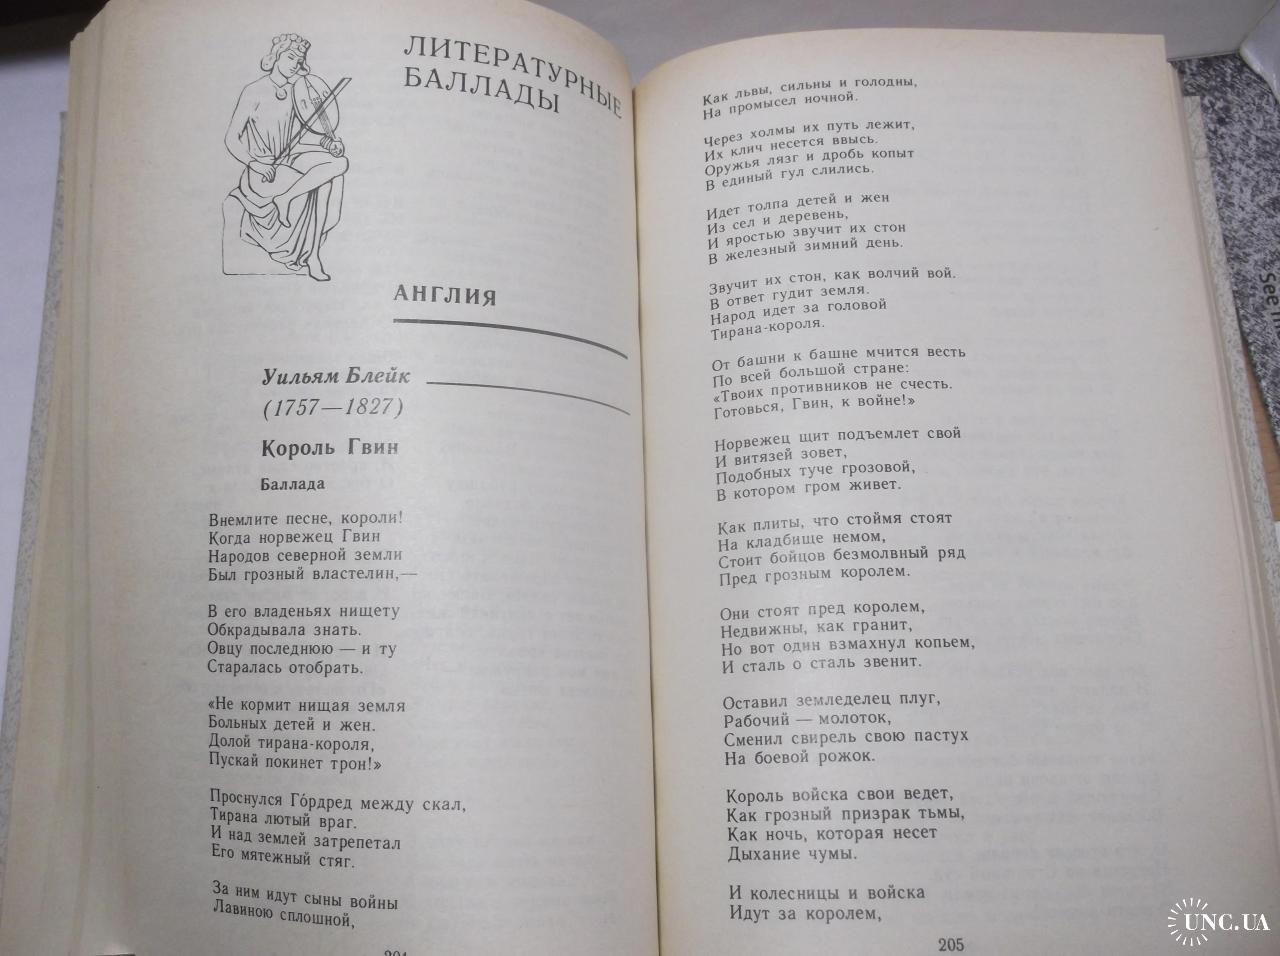 ЛИТЕРАТУРНЫЕ
БАЛЛАДЫ
АНГЛИЯ
Уильям Блейк
(1757—1827)
Король Гвин
Баллада
Внемлите песне, короли!
Когда норвежец Гвин
Народов северной земли
Был грозный властелин,—
В его владеньях нищету
Обкрадывала знать.
Овцу последнюю — и ту
Старалась отобрать.
«Не кормит нищая земля
Больных детей и жен.
Долой тирана-короля,
Пускай покинет трон!»
Проснулся Го́рдред между скал,
Тирана лютый враг.
И над землей затрепетал
Его мятежный стяг.
За ним идут сыны войны
Лавиною сплошной,
204
Как львы, сильны и голодны,
На промысел ночной.
Через холмы их путь лежит,
Их клич несется ввысь.
Оружья лязг и дробь копыт
В единый гул слились.
Идет толпа детей и жен
Из сел и деревень,
И яростью звучит их стон
В железный зимний день.
Звучит их стон, как волчий вой.
В ответ гудит земля.
Народ идет за головой
Тирана-короля.
От башни к башне мчится весть
По всей большой стране:
«Твоих противников не счесть.
Готовься, Гвин, к войне!»
Норвежец щит подъемлет свой
И витязей зовет,
Подобных туче грозовой,
В котором гром живет.
Как плиты, что стоймя стоят
На кладбище немом,
Стоит бойцов безмолвный ряд
Пред грозным королем.
Они стоят пред королем,
Недвижны, как гранит,
Но вот один взмахнул копьем,
И сталь о сталь звенит.
Оставил земледелец плуг,
Рабочий — молоток,
Сменил свирель свою пастух
На боевой рожок.
Король войска свои ведет,
Как грозный призрак тьмы,
Как ночь, которая несет
Дыхание чумы.
И колесницы и войска
Идут за королем,
205
UNC.UA